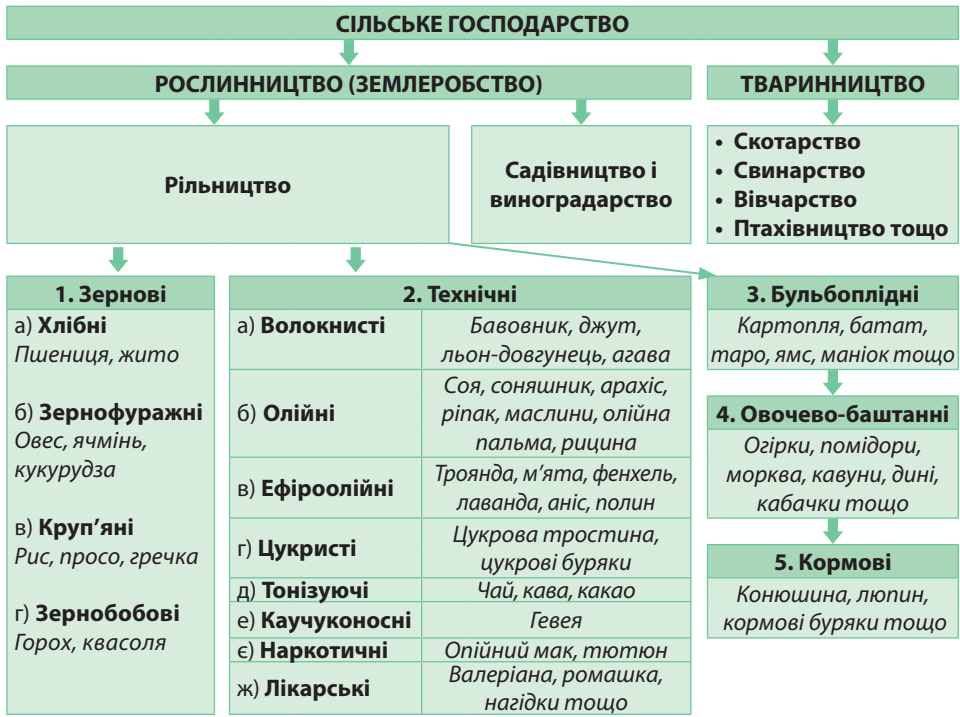 СІЛЬСЬКЕ ГОСПОДАРСТВО
РОСЛИННИЦТВО (ЗЕМЛЕРОБСТВО)
ТВАРИННИЦТВО
Рільництво
Садівництво і
виноградарство
• Скотарство
• Свинарство
• Вівчарство
• Птахівництво тощо
1. Зернові
а) Хлібні
Пшениця, жито
б) Зернофуражні
Овес, ячмінь,
кукурудза
в) Круп’яні
Рис, просо, гречка
г) Зернобобові
Горох, квасоля
2. Технічні
а) Волокнисті
Бавовник, джут,
льон-довгунець, агава
б) Олійні
Соя, соняшник, арахіс,
ріпак, маслини, олійна
пальма, рицина
в) Ефіроолійні
Троянда, м’ята, фенхель,
лаванда, аніс, полин
г) Цукристі
Цукрова тростина,
цукрові буряки
д) Тонізуючі
Чай, кава, какао
е) Каучуконосні
Гевея
є) Наркотичні
Опійний мак, тютюн
ж) Лікарські
Валеріана, ромашка,
нагідки тощо
3. Бульбоплідні
Картопля, батат,
таро, ямс, маніок тощо
4. Овочево-баштанні
Огірки, помідори,
морква, кавуни, дині,
кабачки тощо
5. Кормові
Конюшина, люпин,
кормові буряки тощо